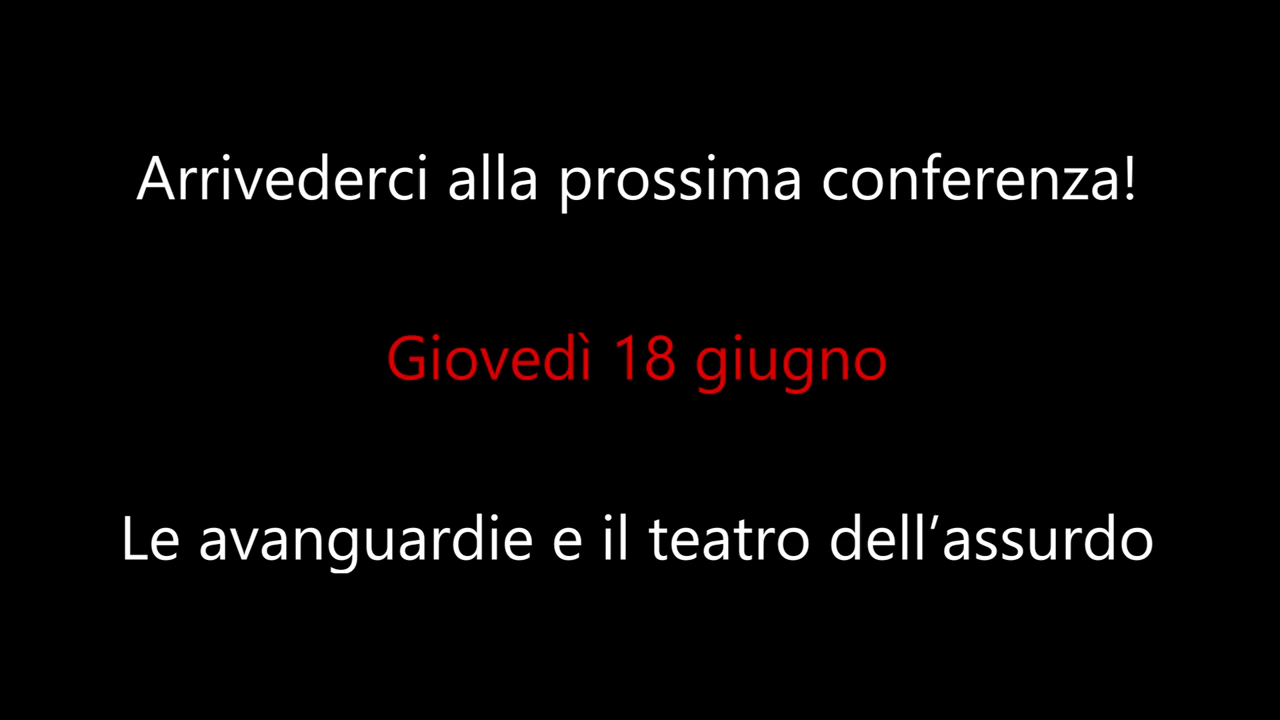 Arrivederci alla prossima conferenza!
Giovedì 18 giugno
Le avanguardie e il teatro dell’assurdo